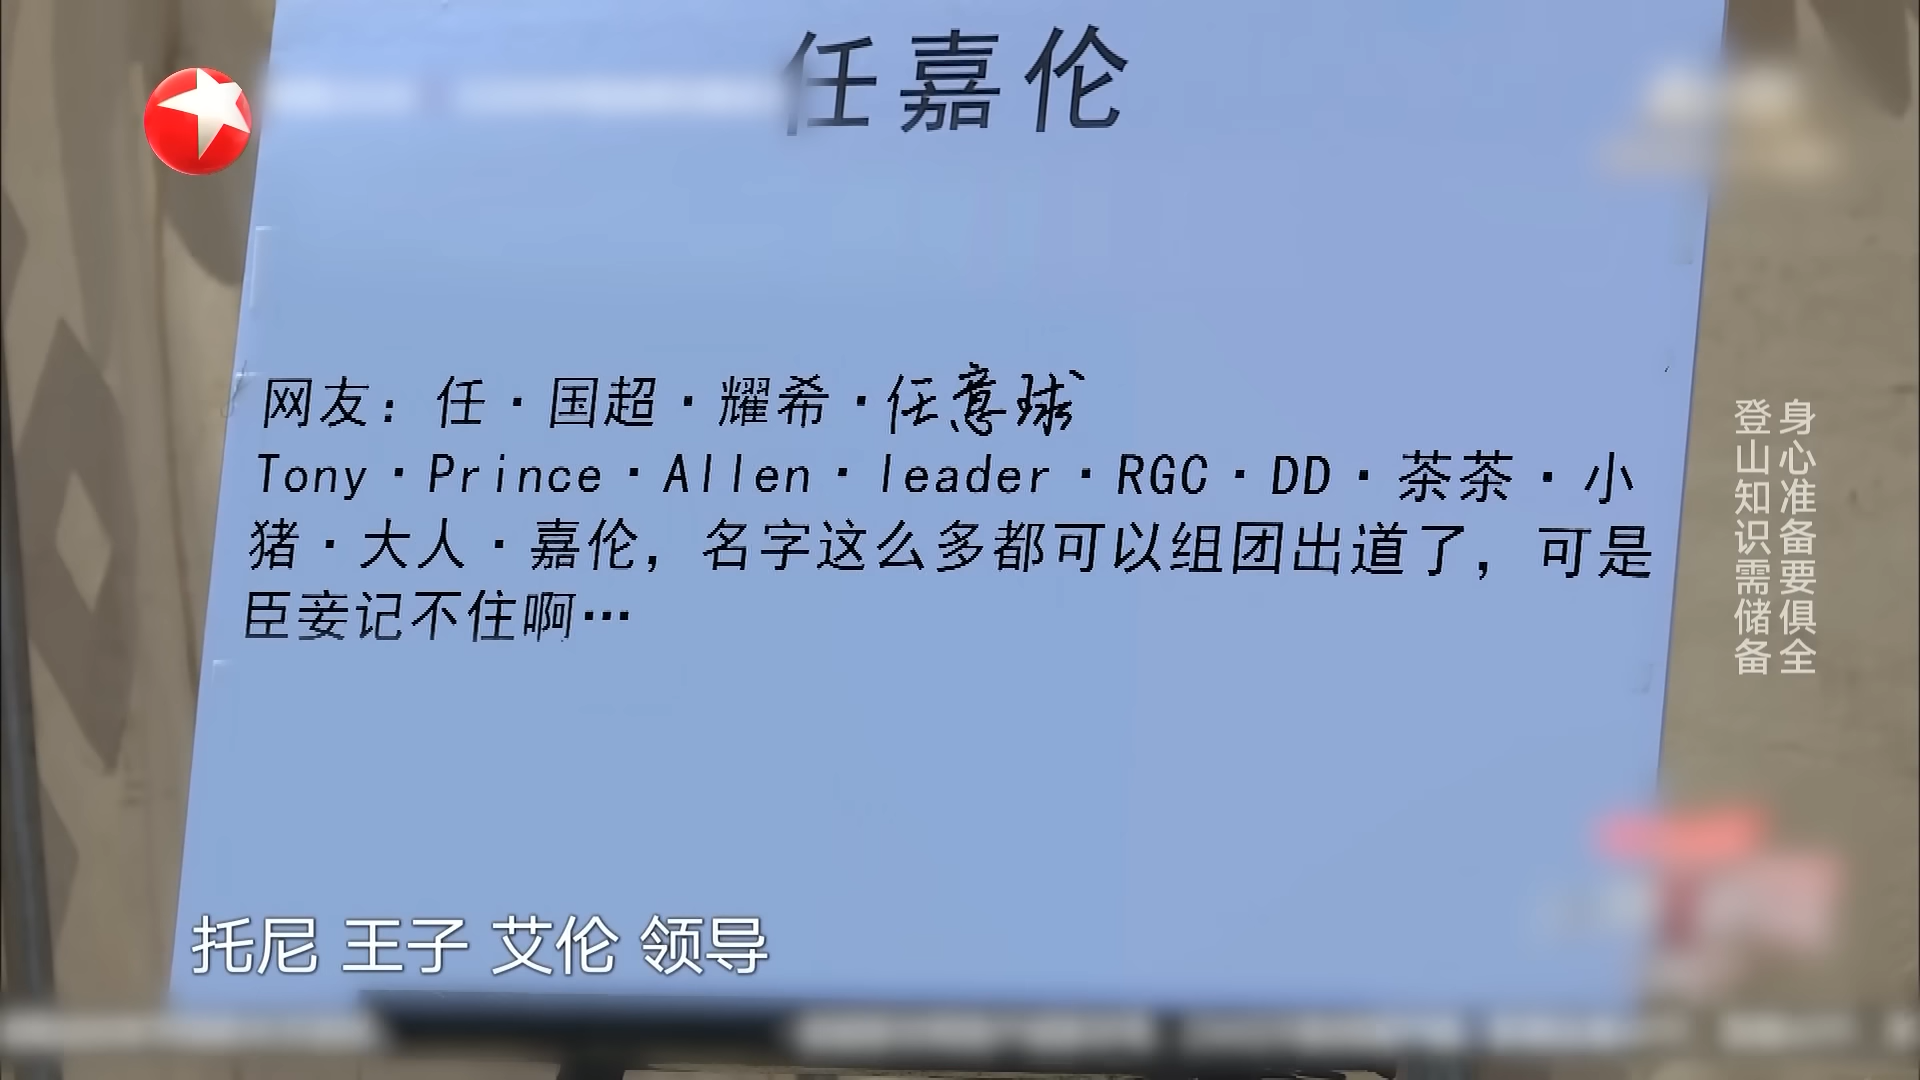 任嘉伦
网友：任·国超·耀希·任意球
Tony·Prince·Allen·leader·RGC·DD·茶茶·小
猪·大人·嘉伦，名字这么多都可以组团出道了，可是
臣妾记不住啊…
身心准备要俱全
登山知识需储备
托尼 王子 艾伦 领导